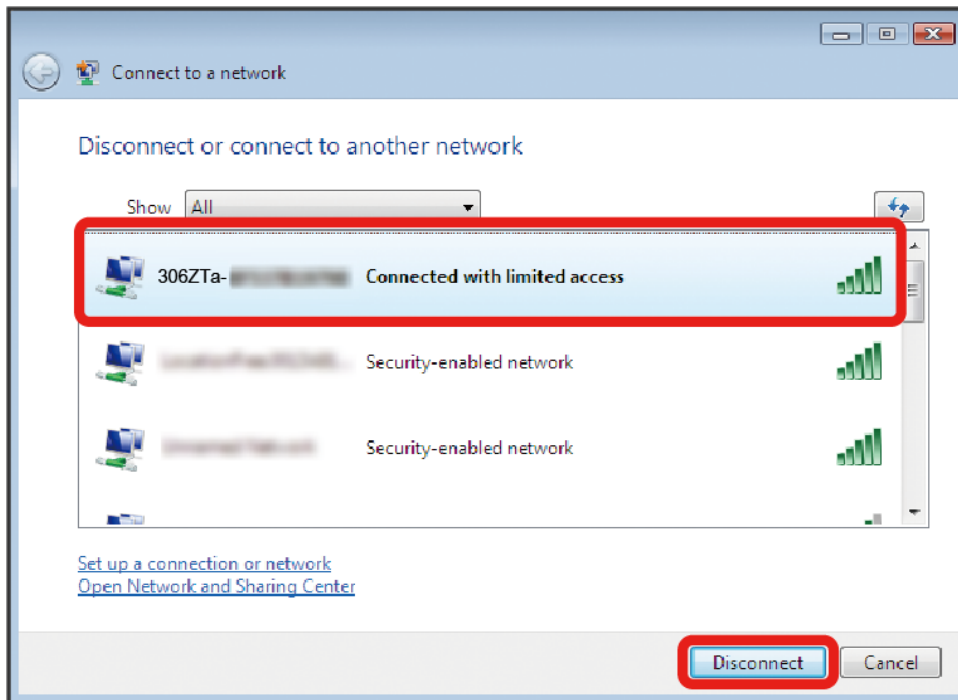 Connect to a network
Disconnect or connect to another network
Show All
306ZTa- Connected with limited access
Security-enabled network
Security-enabled network
Set up a connection or network
Open Network and Sharing Center
Disconnect Cancel